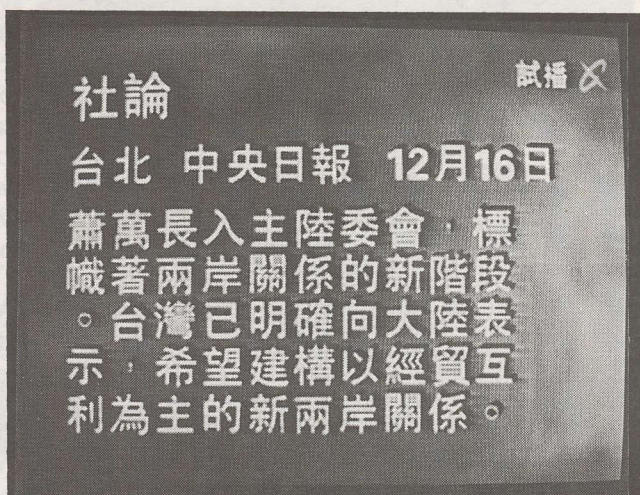 試播
社論
台北 中央日報 12月16日
蕭萬長入主陸委會，標
幟著兩岸關係的新階段
。台灣已明確向大陸表
示，希望建構以經貿互
利為主的新兩岸關係。